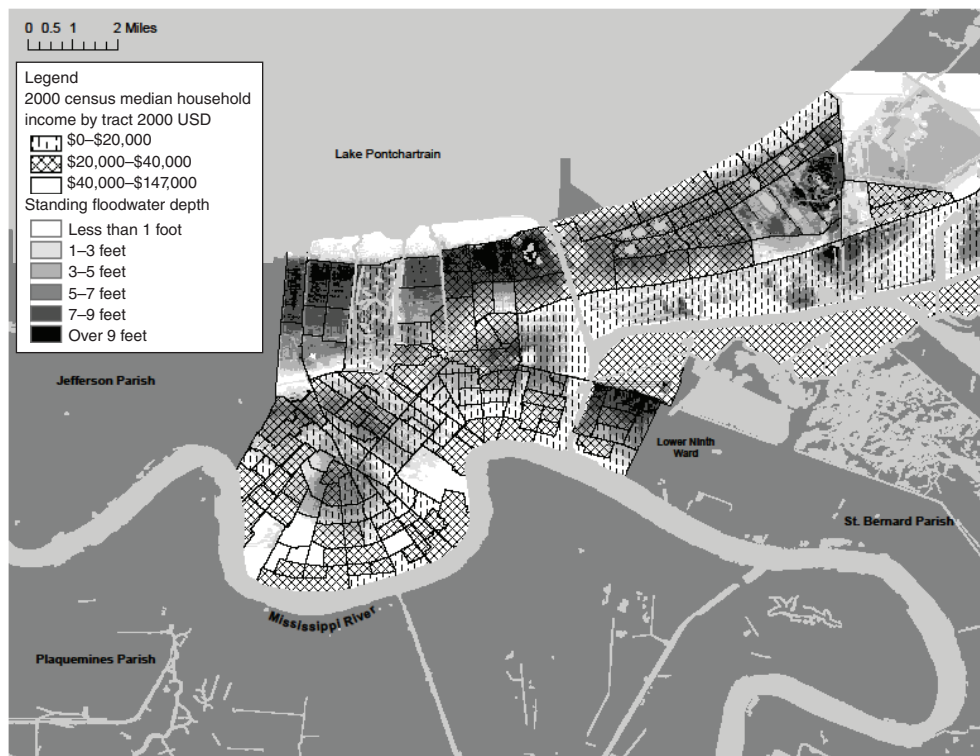 0 0.5 1 2 Miles
Legend
2000 census median household
income by tract 2000 USD
$0–$20,000
$20,000–$40,000
$40,000–$147,000
Standing floodwater depth
Less than 1 foot
1–3 feet
3–5 feet
5–7 feet
7–9 feet
Over 9 feet
Lake Pontchartrain
Jefferson Parish
Lower Ninth
Ward
St. Bernard Parish
Mississippi River
Plaquemines Parish